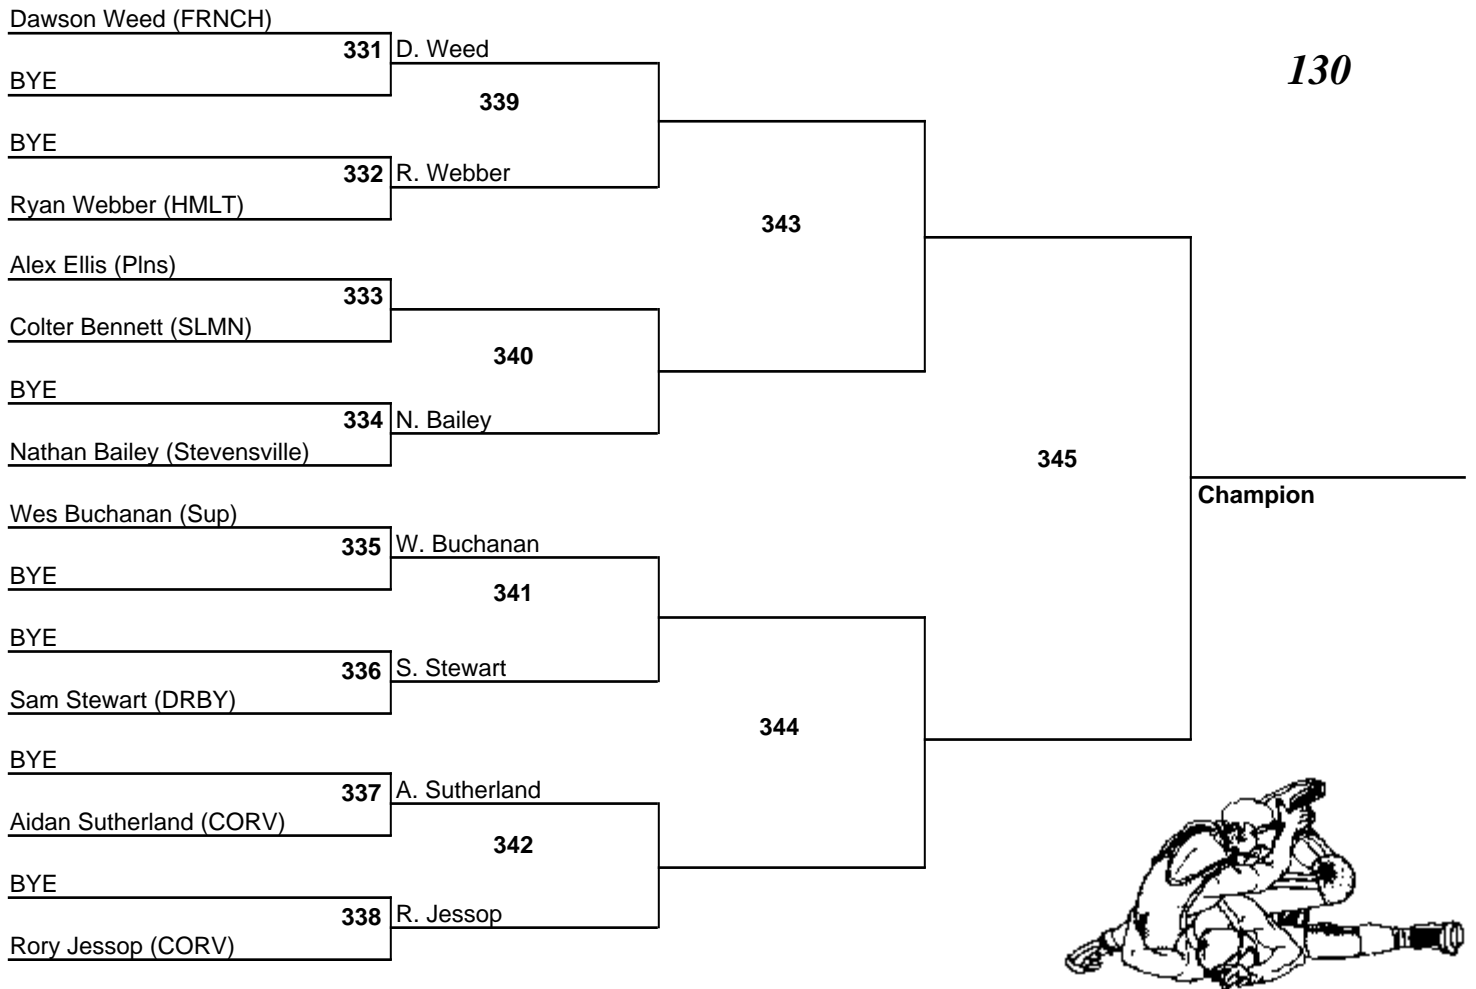 Dawson Weed (FRNCH)
331 D. Weed
130
BYE
339
BYE
332 R. Webber
Ryan Webber (HMLT)
343
Alex Ellis (Plns)
333
Colter Bennett (SLMN)
340
BYE
334 N. Bailey
Nathan Bailey (Stevensville)
345
Champion
Wes Buchanan (Sup)
335 W. Buchanan
BYE
341
BYE
336 S. Stewart
Sam Stewart (DRBY)
344
BYE
337 A. Sutherland
Aidan Sutherland (CORV)
342
BYE
338 R. Jessop
Rory Jessop (CORV)